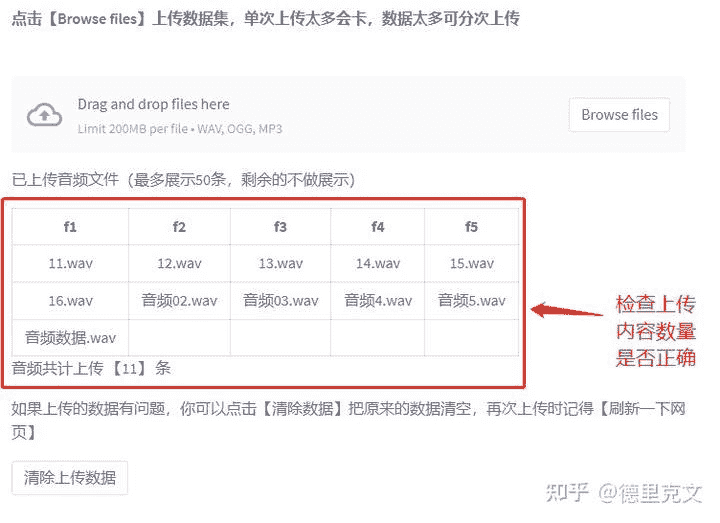 点击【Browse files】上传数据集，单次上传太多会卡，数据太多可分次上传
Drag and drop files here
Limit 200MB per file • WAV, OGG, MP3
Browse files
已上传音频文件（最多展示50条，剩余的不做展示）
f1 f2 f3 f4 f5
11.wav 12.wav 13.wav 14.wav 15.wav
16.wav 音频02.wav 音频03.wav 音频4.wav 音频5.wav
音频数据.wav
音频共计上传【11】条
检查上传
内容数量
是否正确
如果上传的数据有问题，你可以点击【清除数据】把原来的数据清空，再次上传时记得【刷新一下网
页】
清除上传数据
知乎 @德里克文